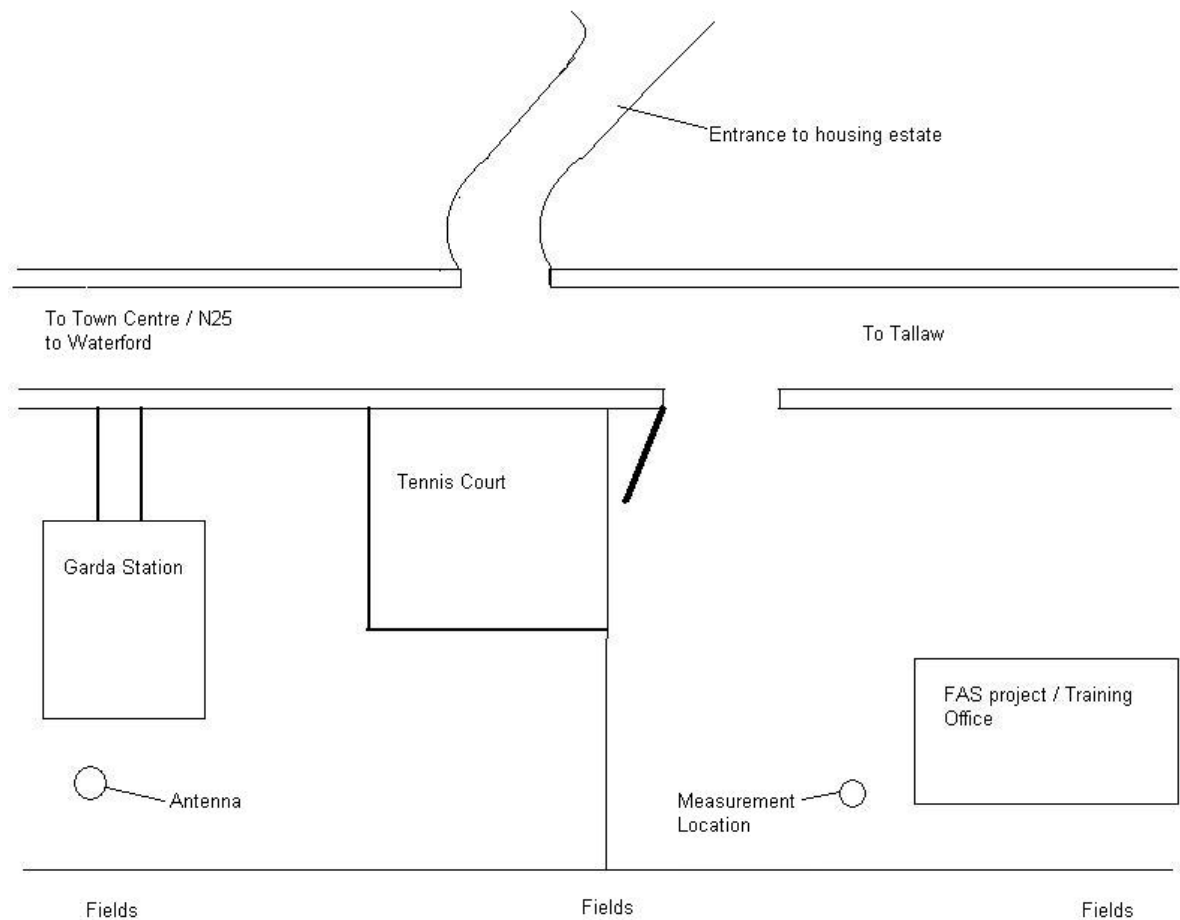 Entrance to housing estate
To Town Centre / N25
to Waterford
To Tallaw
Tennis Court
Garda Station
FAS project / Training
Office
Antenna
Measurement
Location
Fields
Fields
Fields